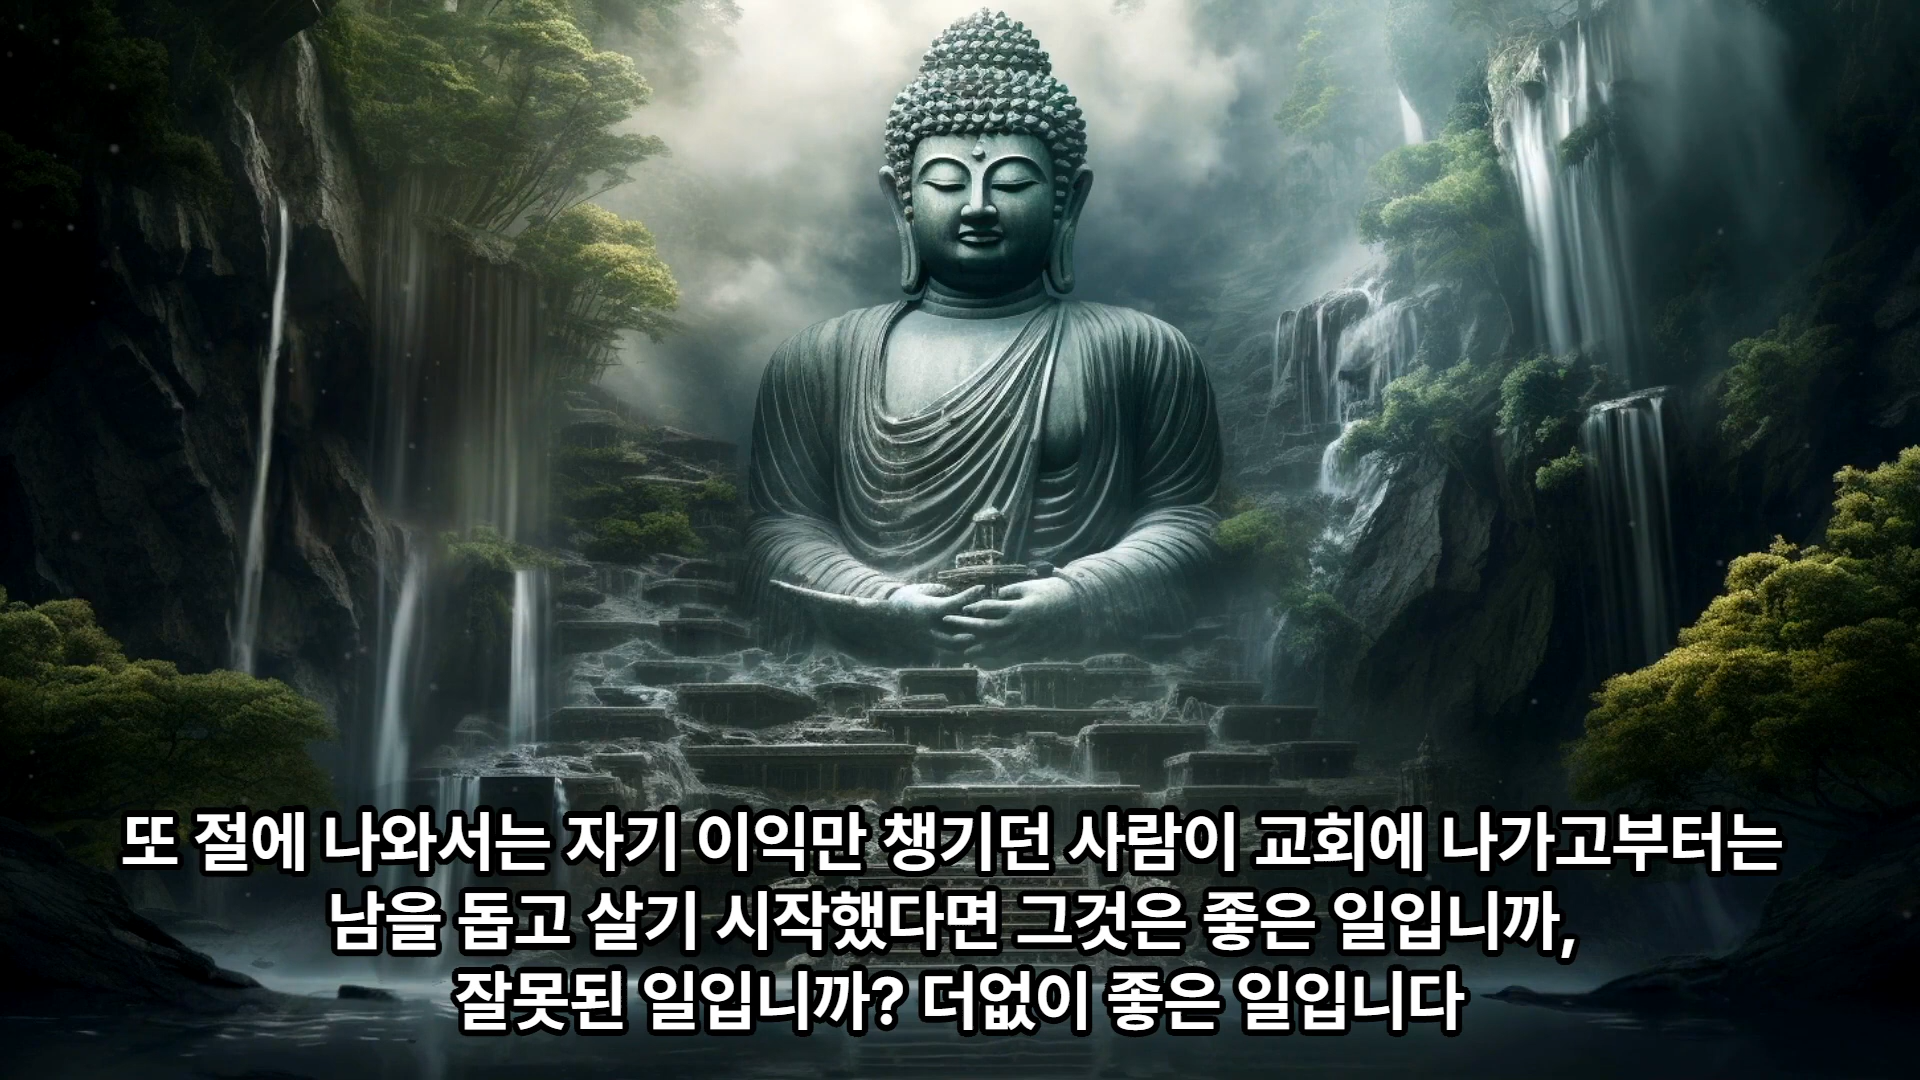 또 절에 나와서는 자기 이익만 챙기던 사람이 교회에 나가고부터는
남을 돕고 살기 시작했다면 그것은 좋은 일입니까,
잘못된 일입니까? 더없이 좋은 일입니다